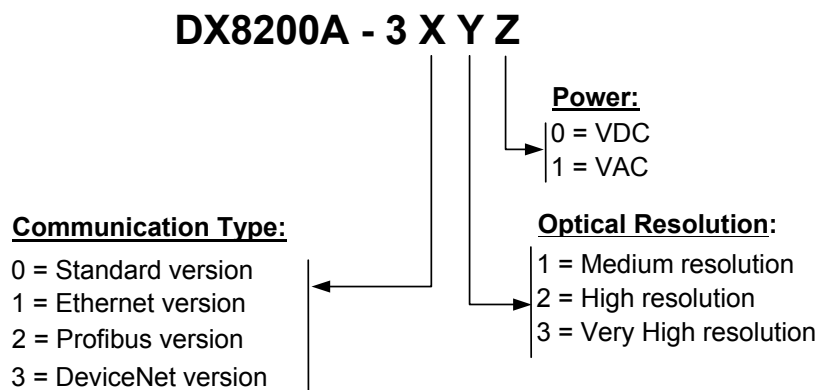 DX8200A - 3 X Y Z
Power:
0 = VDC
1 = VAC
Communication Type:
0 = Standard version
1 = Ethernet version
2 = Profibus version
3 = DeviceNet version
Optical Resolution:
1 = Medium resolution
2 = High resolution
3 = Very High resolution